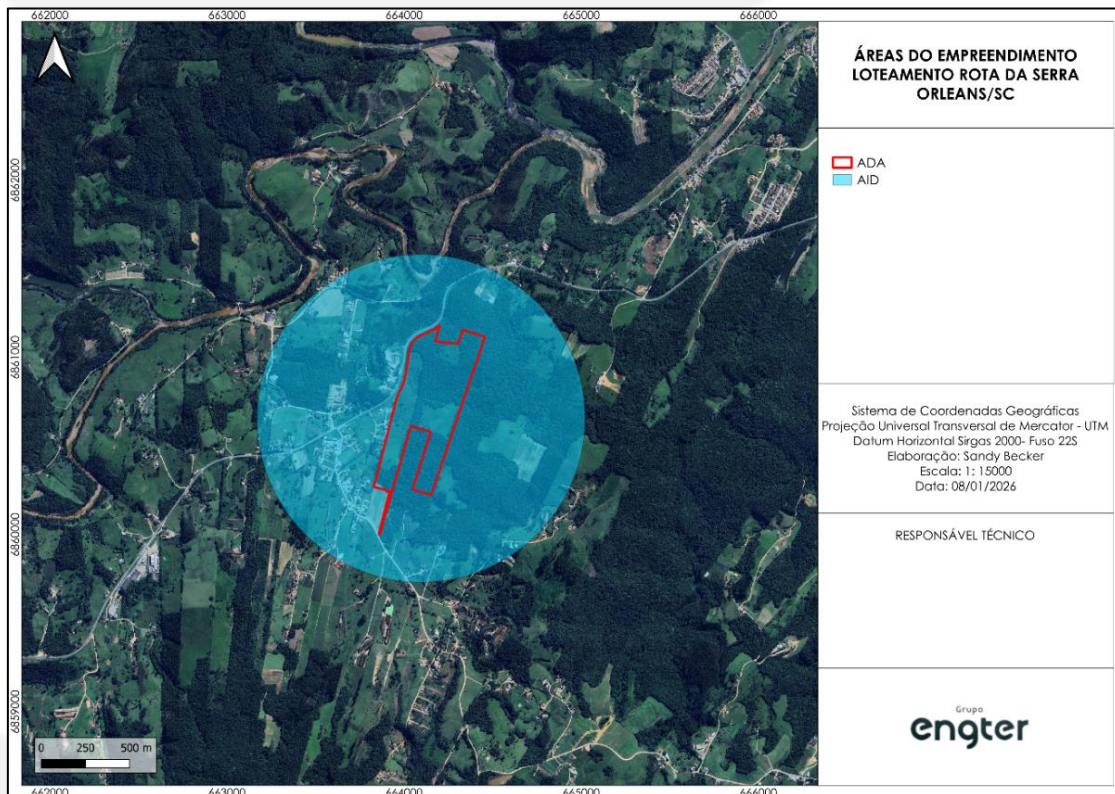 662000 663000 664000 665000 666000
ÁREAS DO EMPREENDIMENTO
LOTEAMENTO ROTA DA SERRA
ORLEANS/SC
ADA
AID
6862000
6861000
6860000
6859000
Sistema de Coordenadas Geográficas
Projeção Universal Transversal de Mercator - UTM
Datum Horizontal Sirgas 2000- Fuso 22S
Elaboração: Sandy Becker
Escala: 1: 15000
Data: 08/01/2026
RESPONSÁVEL TÉCNICO
0 250 500 m
Grupo
engter
662000 663000 664000 665000 666000